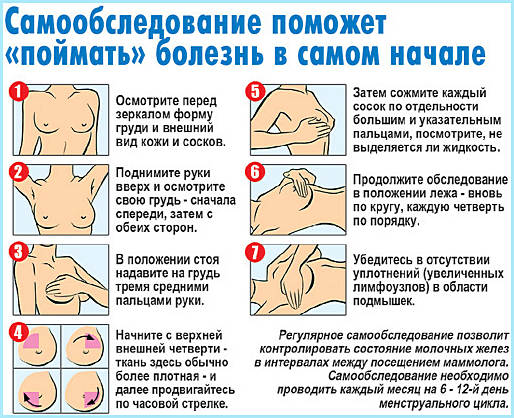 Самообследование поможет
«поймать» болезнь в самом начале
1
Осмотрите перед
зеркалом форму
груди и внешний
вид кожи и сосков.
2
Поднимите руки
вверх и осмотрите
свою грудь - сначала
спереди, затем с
обеих сторон.
3
В положении стоя
надавите на грудь
тремя средними
пальцами руки.
4
Начните с верхней
внешней четверти -
ткань здесь обычно
более плотная - и
далее продвигайтесь
по часовой стрелке.
5
Затем сожмите каждый
сосок по отдельности
большим и указательным
пальцами, посмотрите, не
выделяется ли жидкость.
6
Продолжите обследование
в положении лежа - вновь
по кругу, каждую четверть
по порядку.
7
Убедитесь в отсутствии
уплотнений (увеличенных
лимфоузлов) в области
подмышек.
Регулярное самообследование позволит
контролировать состояние молочных желез
в интервалах между посещением маммолога.
Самообследование необходимо
проводить каждый месяц на 6 - 12-й день
менструального цикла.